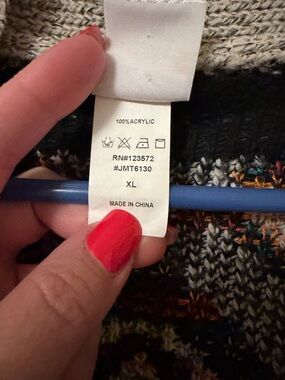 100%ACRYLIC
RN#123572
#JMT6130
XL
MADE IN CHINA